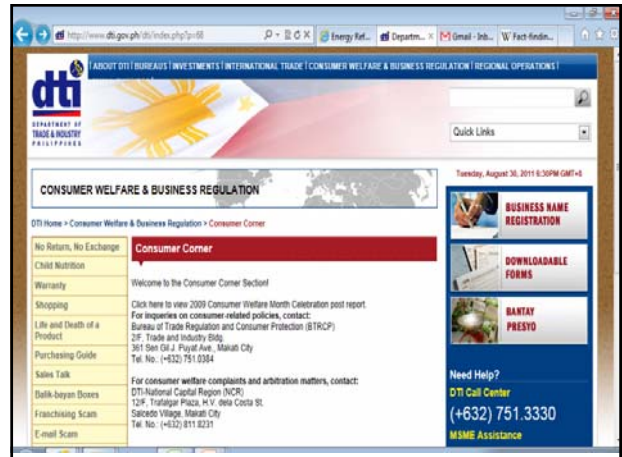 http://www.dti.gov.ph/dti/index.php?p=68
Energy Ref...
Departm...
Gmail - Inb...
Fact-findin...
ABOUT DTI | BUREAUS | INVESTMENTS | INTERNATIONAL TRADE | CONSUMER WELFARE & BUSINESS REGULATION | REGIONAL OPERATIONS |
dti
DEPARTMENT OF
TRADE & INDUSTRY
PHILIPPINES
Quick Links
Tuesday, August 30, 2011 6:30PM GMT+8
CONSUMER WELFARE & BUSINESS REGULATION
DTI Home > Consumer Welfare & Business Regulation > Consumer Corner
No Return, No Exchange
Child Nutrition
Warranty
Shopping
Life and Death of a
Product
Purchasing Guide
Sales Talk
Balik-bayan Boxes
Franchising Scam
E-mail Scam
Consumer Corner
Welcome to the Consumer Corner Section!
Click here to view 2009 Consumer Welfare Month Celebration post report.
For inqueries on consumer-related policies, contact:
Bureau of Trade Regulation and Consumer Protection (BTRCP)
2/F, Trade and Industry Bldg.
361 Sen Gil J. Puyat Ave., Makati City
Tel. No.: (+632) 751.0384
For consumer welfare complaints and arbitration matters, contact:
DTI-National Capital Region (NCR)
12/F, Trafalgar Plaza, H.V. dela Costa St.
Salcedo Village, Makati City
Tel. No.: (+632) 811.8231
BUSINESS NAME
REGISTRATION
DOWNLOADABLE
FORMS
BANTAY
PRESYO
Need Help?
DTI Call Center
(+632) 751.3330
MSME Assistance